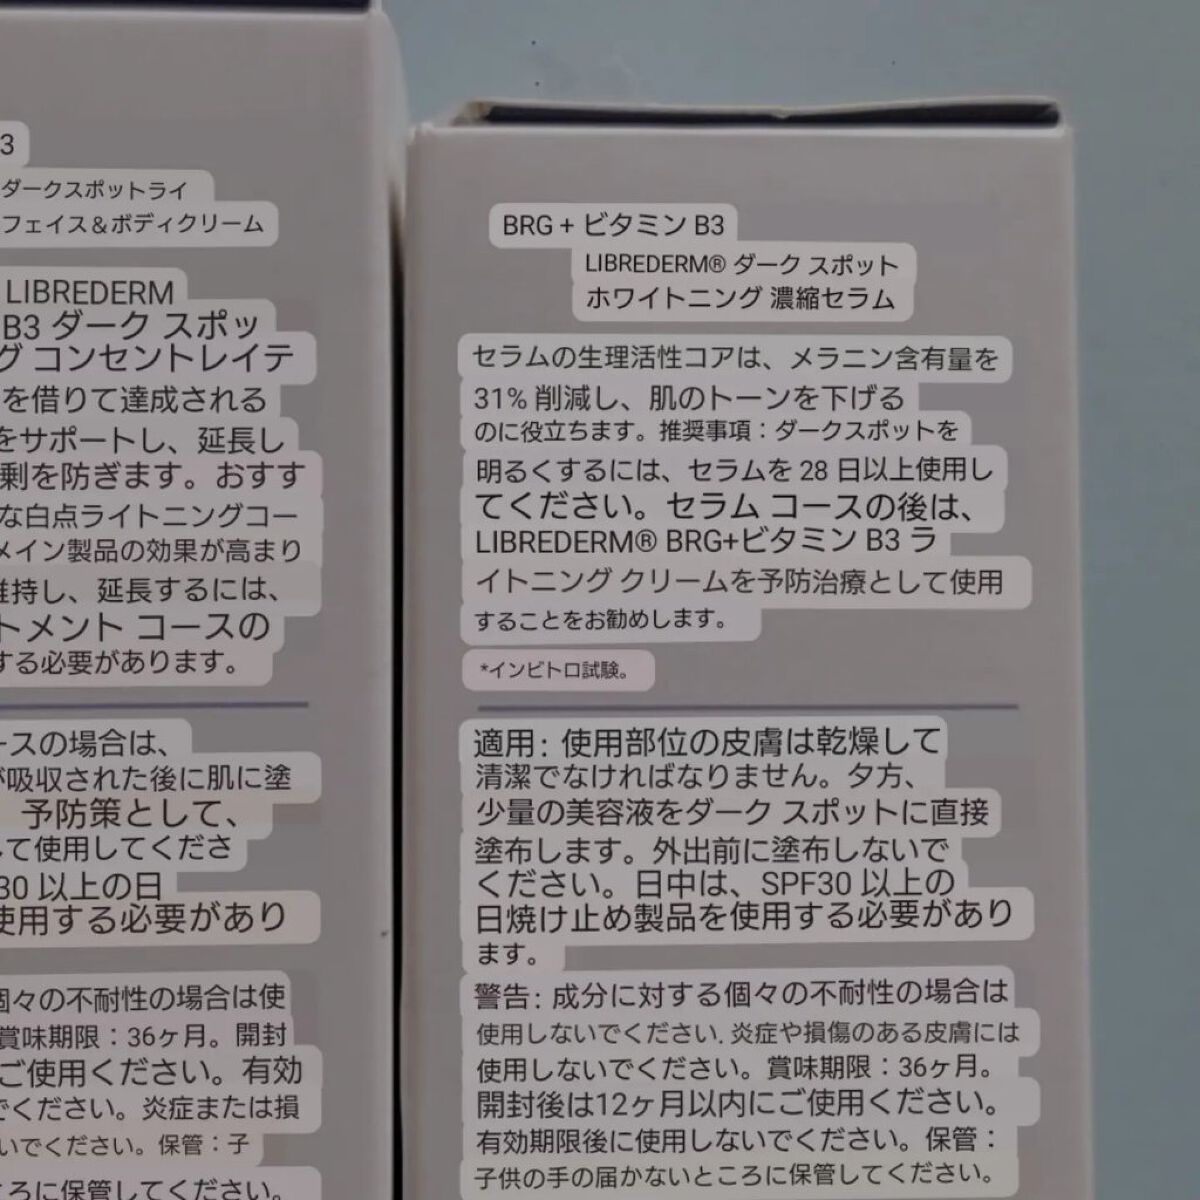 3
ダークスポットライ
フェイス＆ボディクリーム
LIBREDERM
B3 ダーク スポッ
グ コンセントレイテ
を借りて達成される
をサポートし、延長し
剰を防ぎます。おすす
な白点ライトニングコー
メイン製品の効果が高まり
維持し、延長するには、
トメント コースの
する必要があります。
ースの場合は、
が吸収された後に肌に塗
予防策として、
して使用してくださ
30 以上の日
使用する必要があり
個々の不耐性の場合は使
賞味期限：36ヶ月。開封
ご使用ください。有効
でください。炎症または損
いでください。保管：子
ころに保管してください。
BRG + ビタミン B3
LIBREDERM® ダーク スポット
ホワイトニング 濃縮セラム
セラムの生理活性コアは、メラニン含有量を
31% 削減し、肌のトーンを下げる
のに役立ちます。推奨事項：ダークスポットを
明るくするには、セラムを 28 日以上使用し
てください。セラム コースの後は、
LIBREDERM® BRG+ビタミン B3 ラ
イトニング クリームを予防治療として使用
することをお勧めします。
*インビトロ試験。
適用: 使用部位の皮膚は乾燥して
清潔でなければなりません。夕方、
少量の美容液をダーク スポットに直接
塗布します。外出前に塗布しないで
ください。日中は、SPF30 以上の
日焼け止め製品を使用する必要があり
ます。
警告: 成分に対する個々の不耐性の場合は
使用しないでください. 炎症や損傷のある皮膚には
使用しないでください。賞味期限：36ヶ月。
開封後は12ヶ月以内にご使用ください。
有効期限後に使用しないでください。保管：
子供の手の届かないところに保管してください。